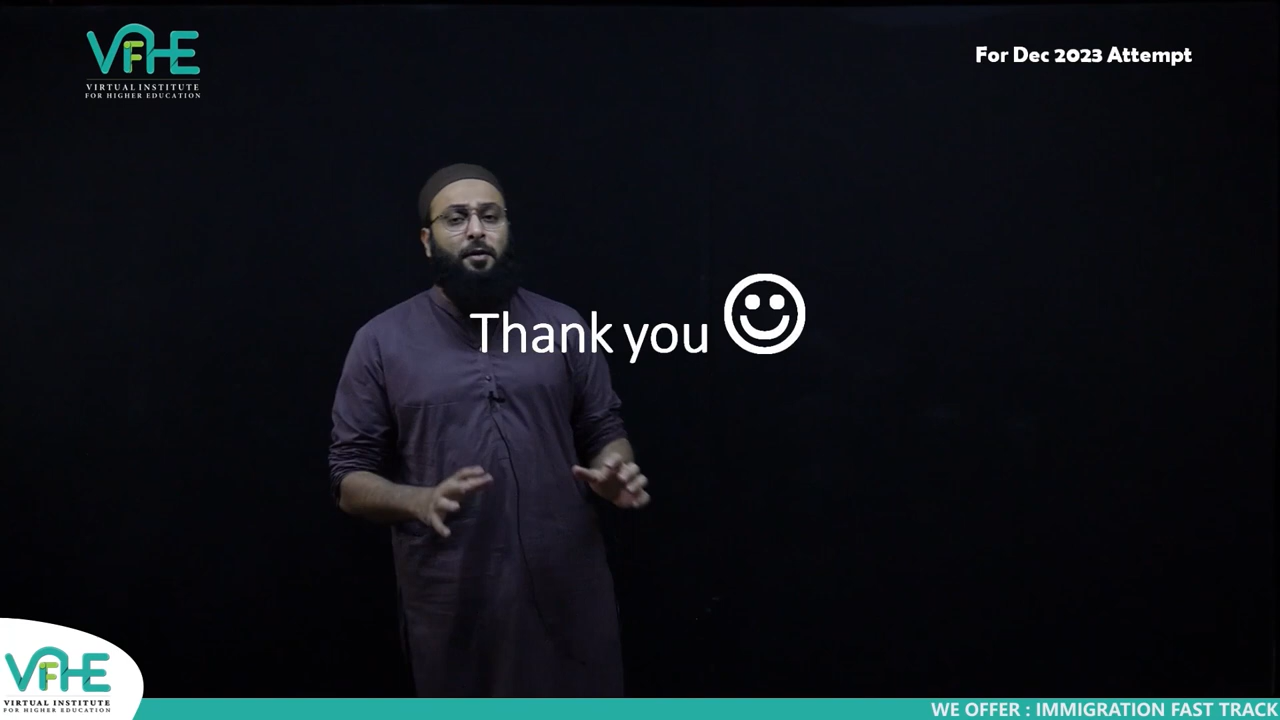 VIFHE
VIRTUAL INSTITUTE
FOR HIGHER EDUCATION
For Dec 2023 Attempt
Thank you
VIFHE
VIRTUAL INSTITUTE
FOR HIGHER EDUCATION
WE OFFER : IMMIGRATION FAST TRACK